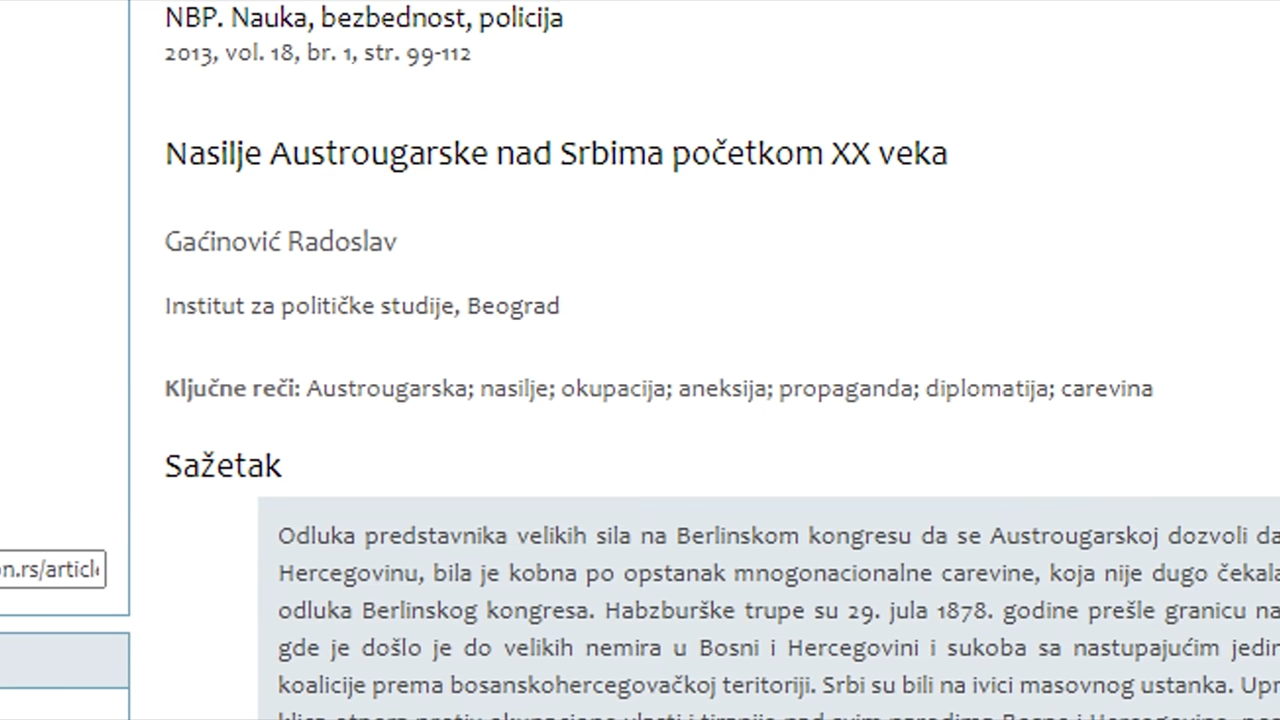 NBP. Nauka, bezbednost, policija
2013, vol. 18, br. 1, str. 99-112
Nasilje Austrougarske nad Srbima početkom XX veka
Gaćinović Radoslav
Institut za političke studije, Beograd
Ključne reči: Austrougarska; nasilje; okupacija; aneksija; propaganda; diplomatija; carevina
Sažetak
Odluka predstavnika velikih sila na Berlinskom kongresu da se Austrougarskoj dozvoli da
Hercegovinu, bila je kobna po opstanak mnogonacionalne carevine, koja nije dugo čekala
odluka Berlinskog kongresa. Habzburške trupe su 29. jula 1878. godine prešle granicu na
gde je došlo je do velikih nemira u Bosni i Hercegovini i sukoba sa nastupajućim jedin
koalicije prema bosanskohercegovačkoj teritoriji. Srbi su bili na ivici masovnog ustanka. Upr
on.rs/article